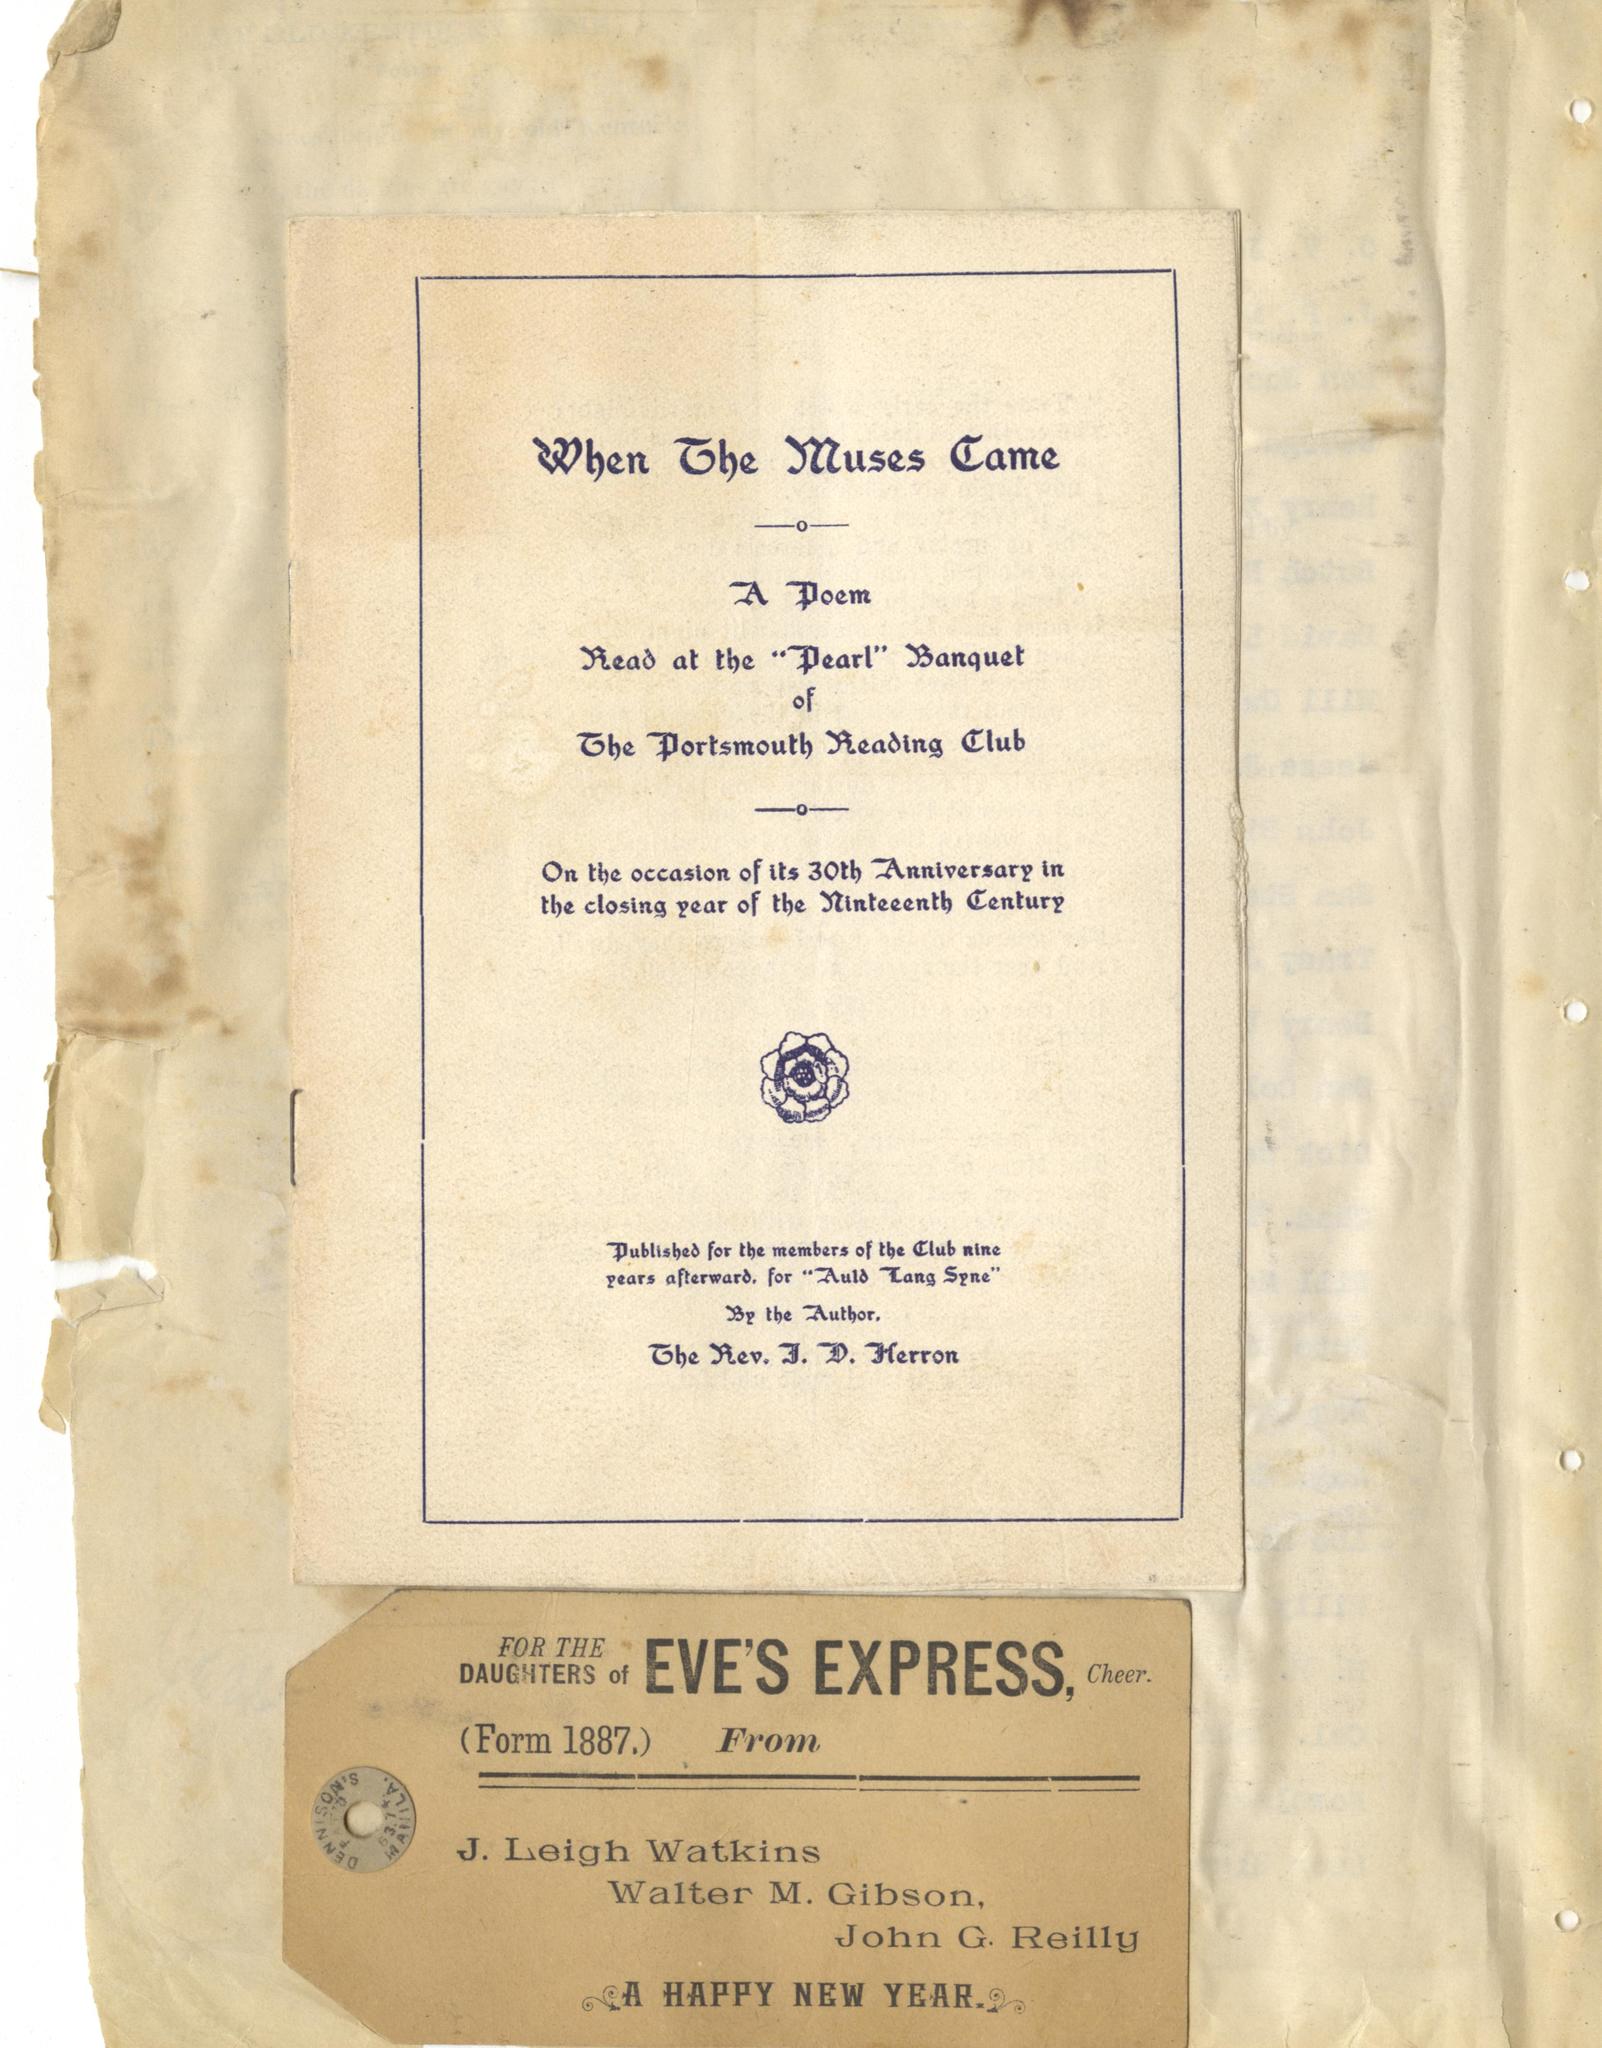 When The Muses Came
A Poem
Read at the "Pearl" Banquet
of
The Portsmouth Reading Club
On the occasion of its 30th Anniversary in
the closing year of the Ninteeenth Century
Published for the members of the Club nine
years afterward, for "Auld Lang Syne"
By the Author,
The Rev. J. D. Herron
FOR THE
DAUGHTERS of EVE'S EXPRESS, Cheer.
(Form 1887.) From
DENNISON'S
MANILA.
J. Leigh Watkins
Walter M. Gibson,
John G. Reilly
A HAPPY NEW YEAR.